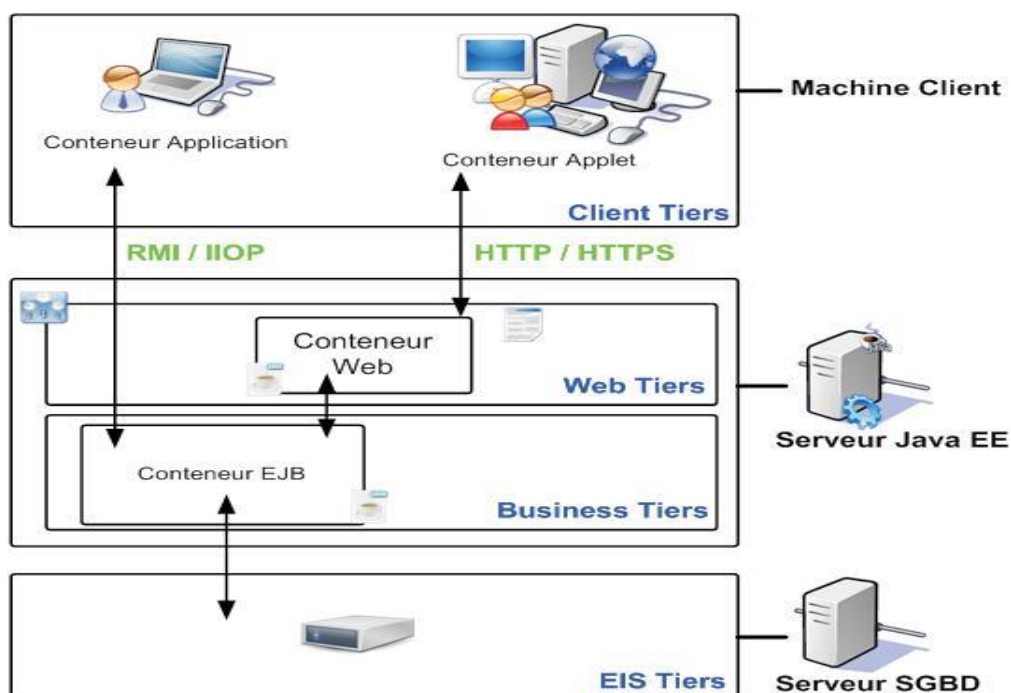 Machine Client
Conteneur Application
Conteneur Applet
Client Tiers
RMI / IIOP
HTTP / HTTPS
Conteneur
Web
Web Tiers
Serveur Java EE
Conteneur EJB
Business Tiers
EIS Tiers
Serveur SGBD